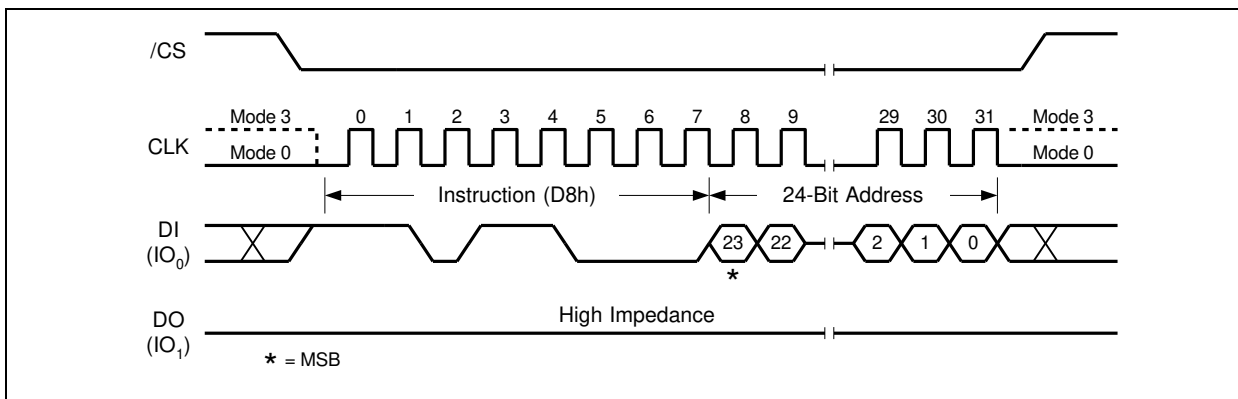 /CS
Mode 3 0 1 2 3 4 5 6 7 8 9 29 30 31 Mode 3
CLK
Mode 0 Mode 0
Instruction (D8h) 24-Bit Address
DI
(IO0)
23 22 2 1 0
*
High Impedance
DO
(IO1)
* = MSB